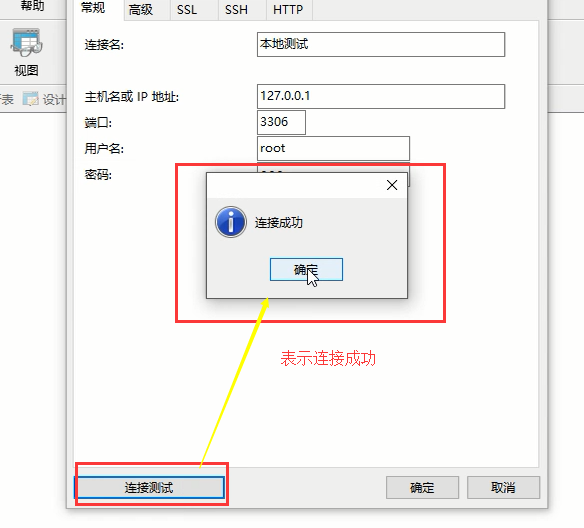 帮助
视图
表 设计
常规 高级 SSL SSH HTTP
连接名: 本地测试
主机名或 IP 地址: 127.0.0.1
端口: 3306
用户名: root
密码:
连接成功
确定
表示连接成功
连接测试 确定 取消